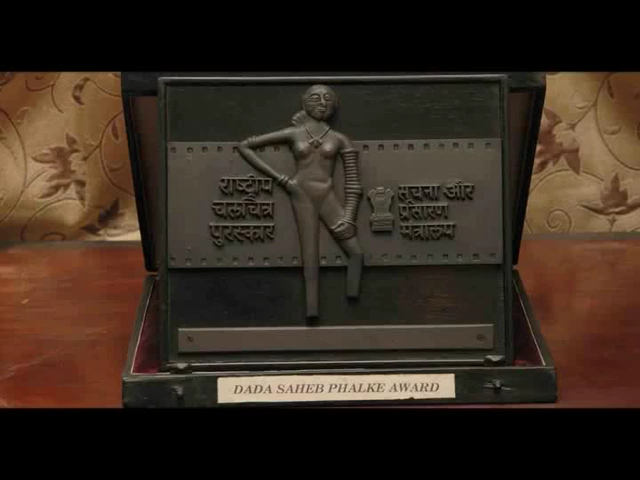 राष्ट्रीय
चलचित्र
पुरस्कार
सूचना और
प्रसारण
मंत्रालय
DADA SAHEB PHALKE AWARD